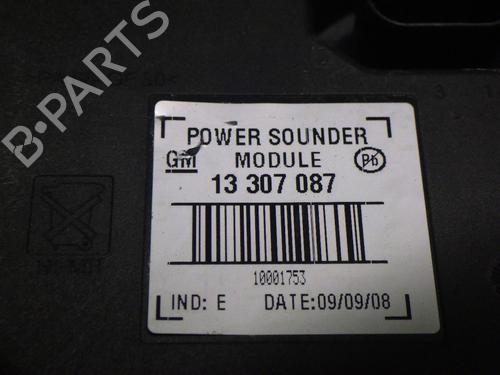 B·PARTS
POWER SOUNDER
GM MODULE Pb
13 307 087
10001753
IND: E DATE:09/09/08